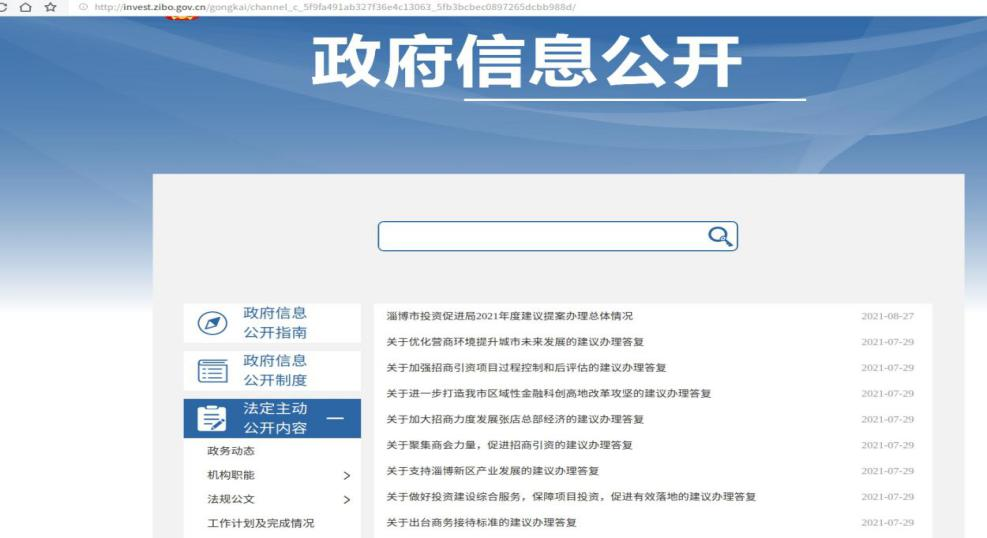 http://invest.zibo.gov.cn/gongkai/channel_c_5f9fa491ab327f36e4c13063_5fb3bcbec0897265dcbb988d/
政府信息公开
政府信息
公开指南
政府信息
公开制度
法定主动
公开内容
政务动态
机构职能
法规公文
工作计划及完成情况
淄博市投资促进局2021年度建议提案办理总体情况 2021-08-27
关于优化营商环境提升城市未来发展的建议办理答复 2021-07-29
关于加强招商引资项目过程控制和后评估的建议办理答复 2021-07-29
关于进一步打造我市区域性金融科创高地改革攻坚的建议办理答复 2021-07-29
关于加大招商力度发展张店总部经济的建议办理答复 2021-07-29
关于聚集商会力量，促进招商引资的建议办理答复 2021-07-29
关于支持淄博新区产业发展的建议办理答复 2021-07-29
关于做好投资建设综合服务，保障项目投资，促进有效落地的建议办理答复 2021-07-29
关于出台商务接待标准的建议办理答复 2021-07-29